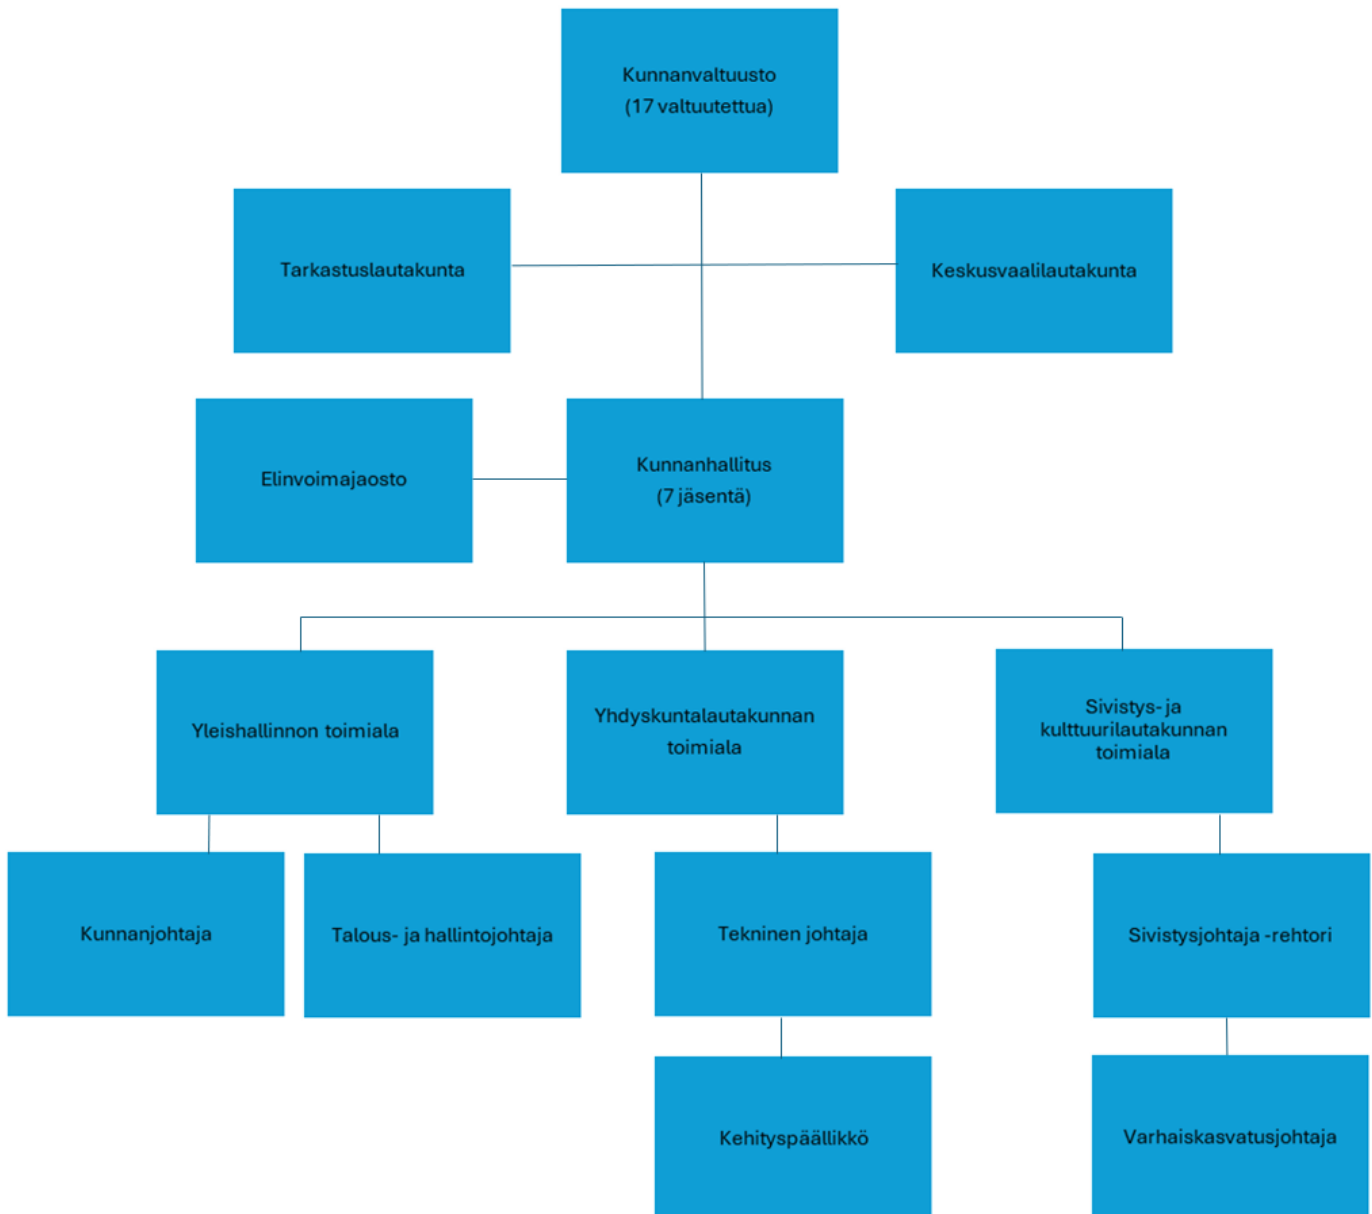 Kunnanvaltuusto
(17 valtuutettua)
Tarkastuslautakunta
Keskusvaalilautakunta
Elinvoimajaosto
Kunnanhallitus
(7 jäsentä)
Yleishallinnon toimiala
Yhdyskuntalautakunnan
toimiala
Sivistys- ja
kulttuurilautakunnan
toimiala
Kunnanjohtaja
Talous- ja hallintojohtaja
Tekninen johtaja
Sivistysjohtaja -rehtori
Kehityspäällikkö
Varhaiskasvatusjohtaja